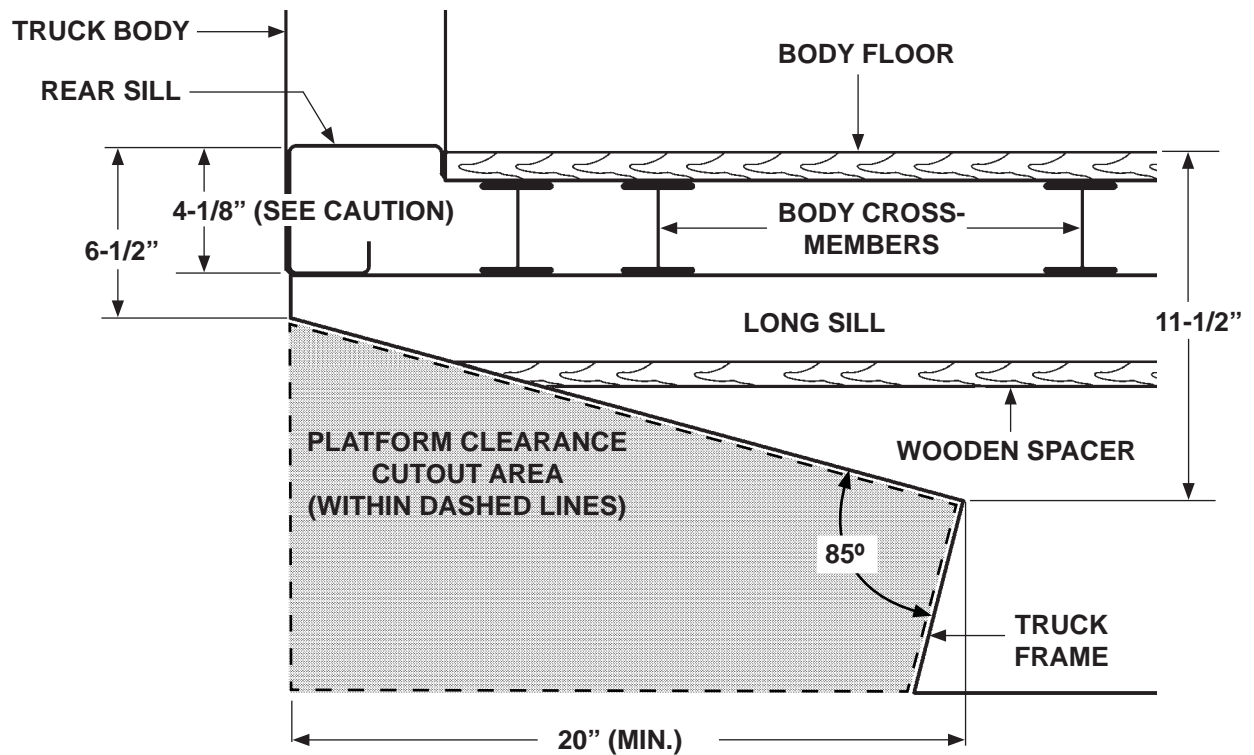 TRUCK BODY
REAR SILL
BODY FLOOR
4-1/8” (SEE CAUTION)
6-1/2”
BODY CROSS-
MEMBERS
LONG SILL
11-1/2”
PLATFORM CLEARANCE
CUTOUT AREA
(WITHIN DASHED LINES)
WOODEN SPACER
85º
TRUCK
FRAME
20” (MIN.)